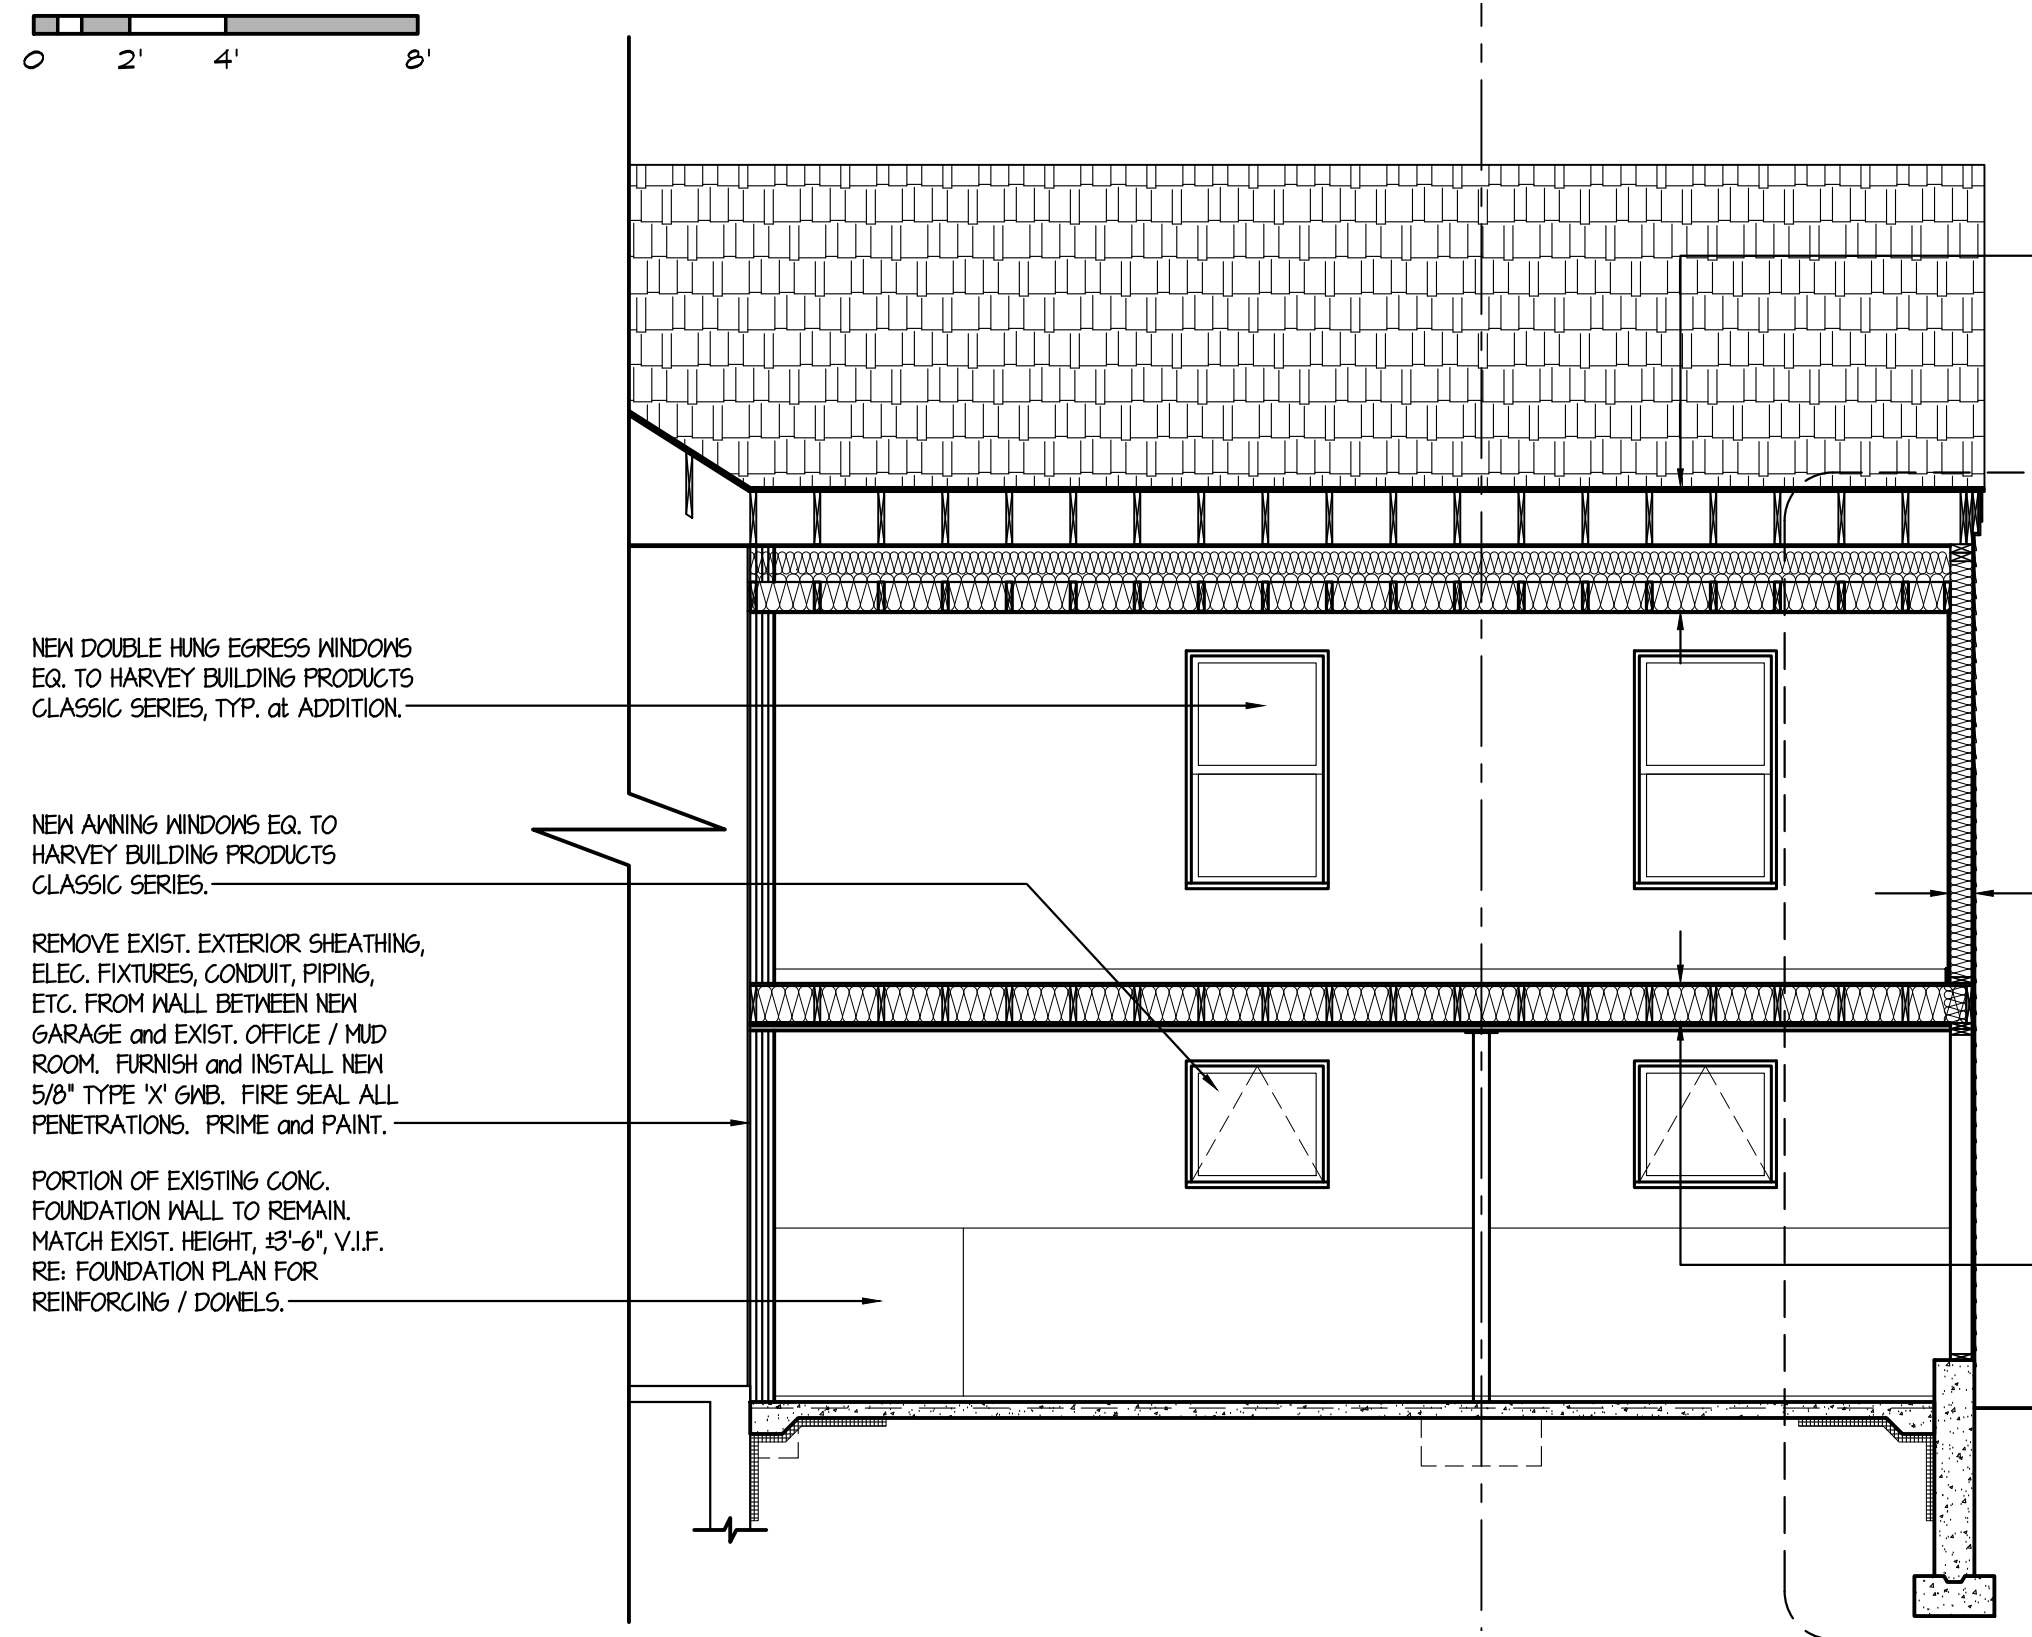 0 2' 4' 8'
NEW DOUBLE HUNG EGRESS WINDOWS
EQ. TO HARVEY BUILDING PRODUCTS
CLASSIC SERIES, TYP. at ADDITION.
NEW AWNING WINDOWS EQ. TO
HARVEY BUILDING PRODUCTS
CLASSIC SERIES.
REMOVE EXIST. EXTERIOR SHEATHING,
ELEC. FIXTURES, CONDUIT, PIPING,
ETC. FROM WALL BETWEEN NEW
GARAGE and EXIST. OFFICE / MUD
ROOM. FURNISH and INSTALL NEW
5/8" TYPE 'X' GWB. FIRE SEAL ALL
PENETRATIONS. PRIME and PAINT.
PORTION OF EXISTING CONC.
FOUNDATION WALL TO REMAIN.
MATCH EXIST. HEIGHT, ±3'-6", V.I.F.
RE: FOUNDATION PLAN FOR
REINFORCING / DOWELS.